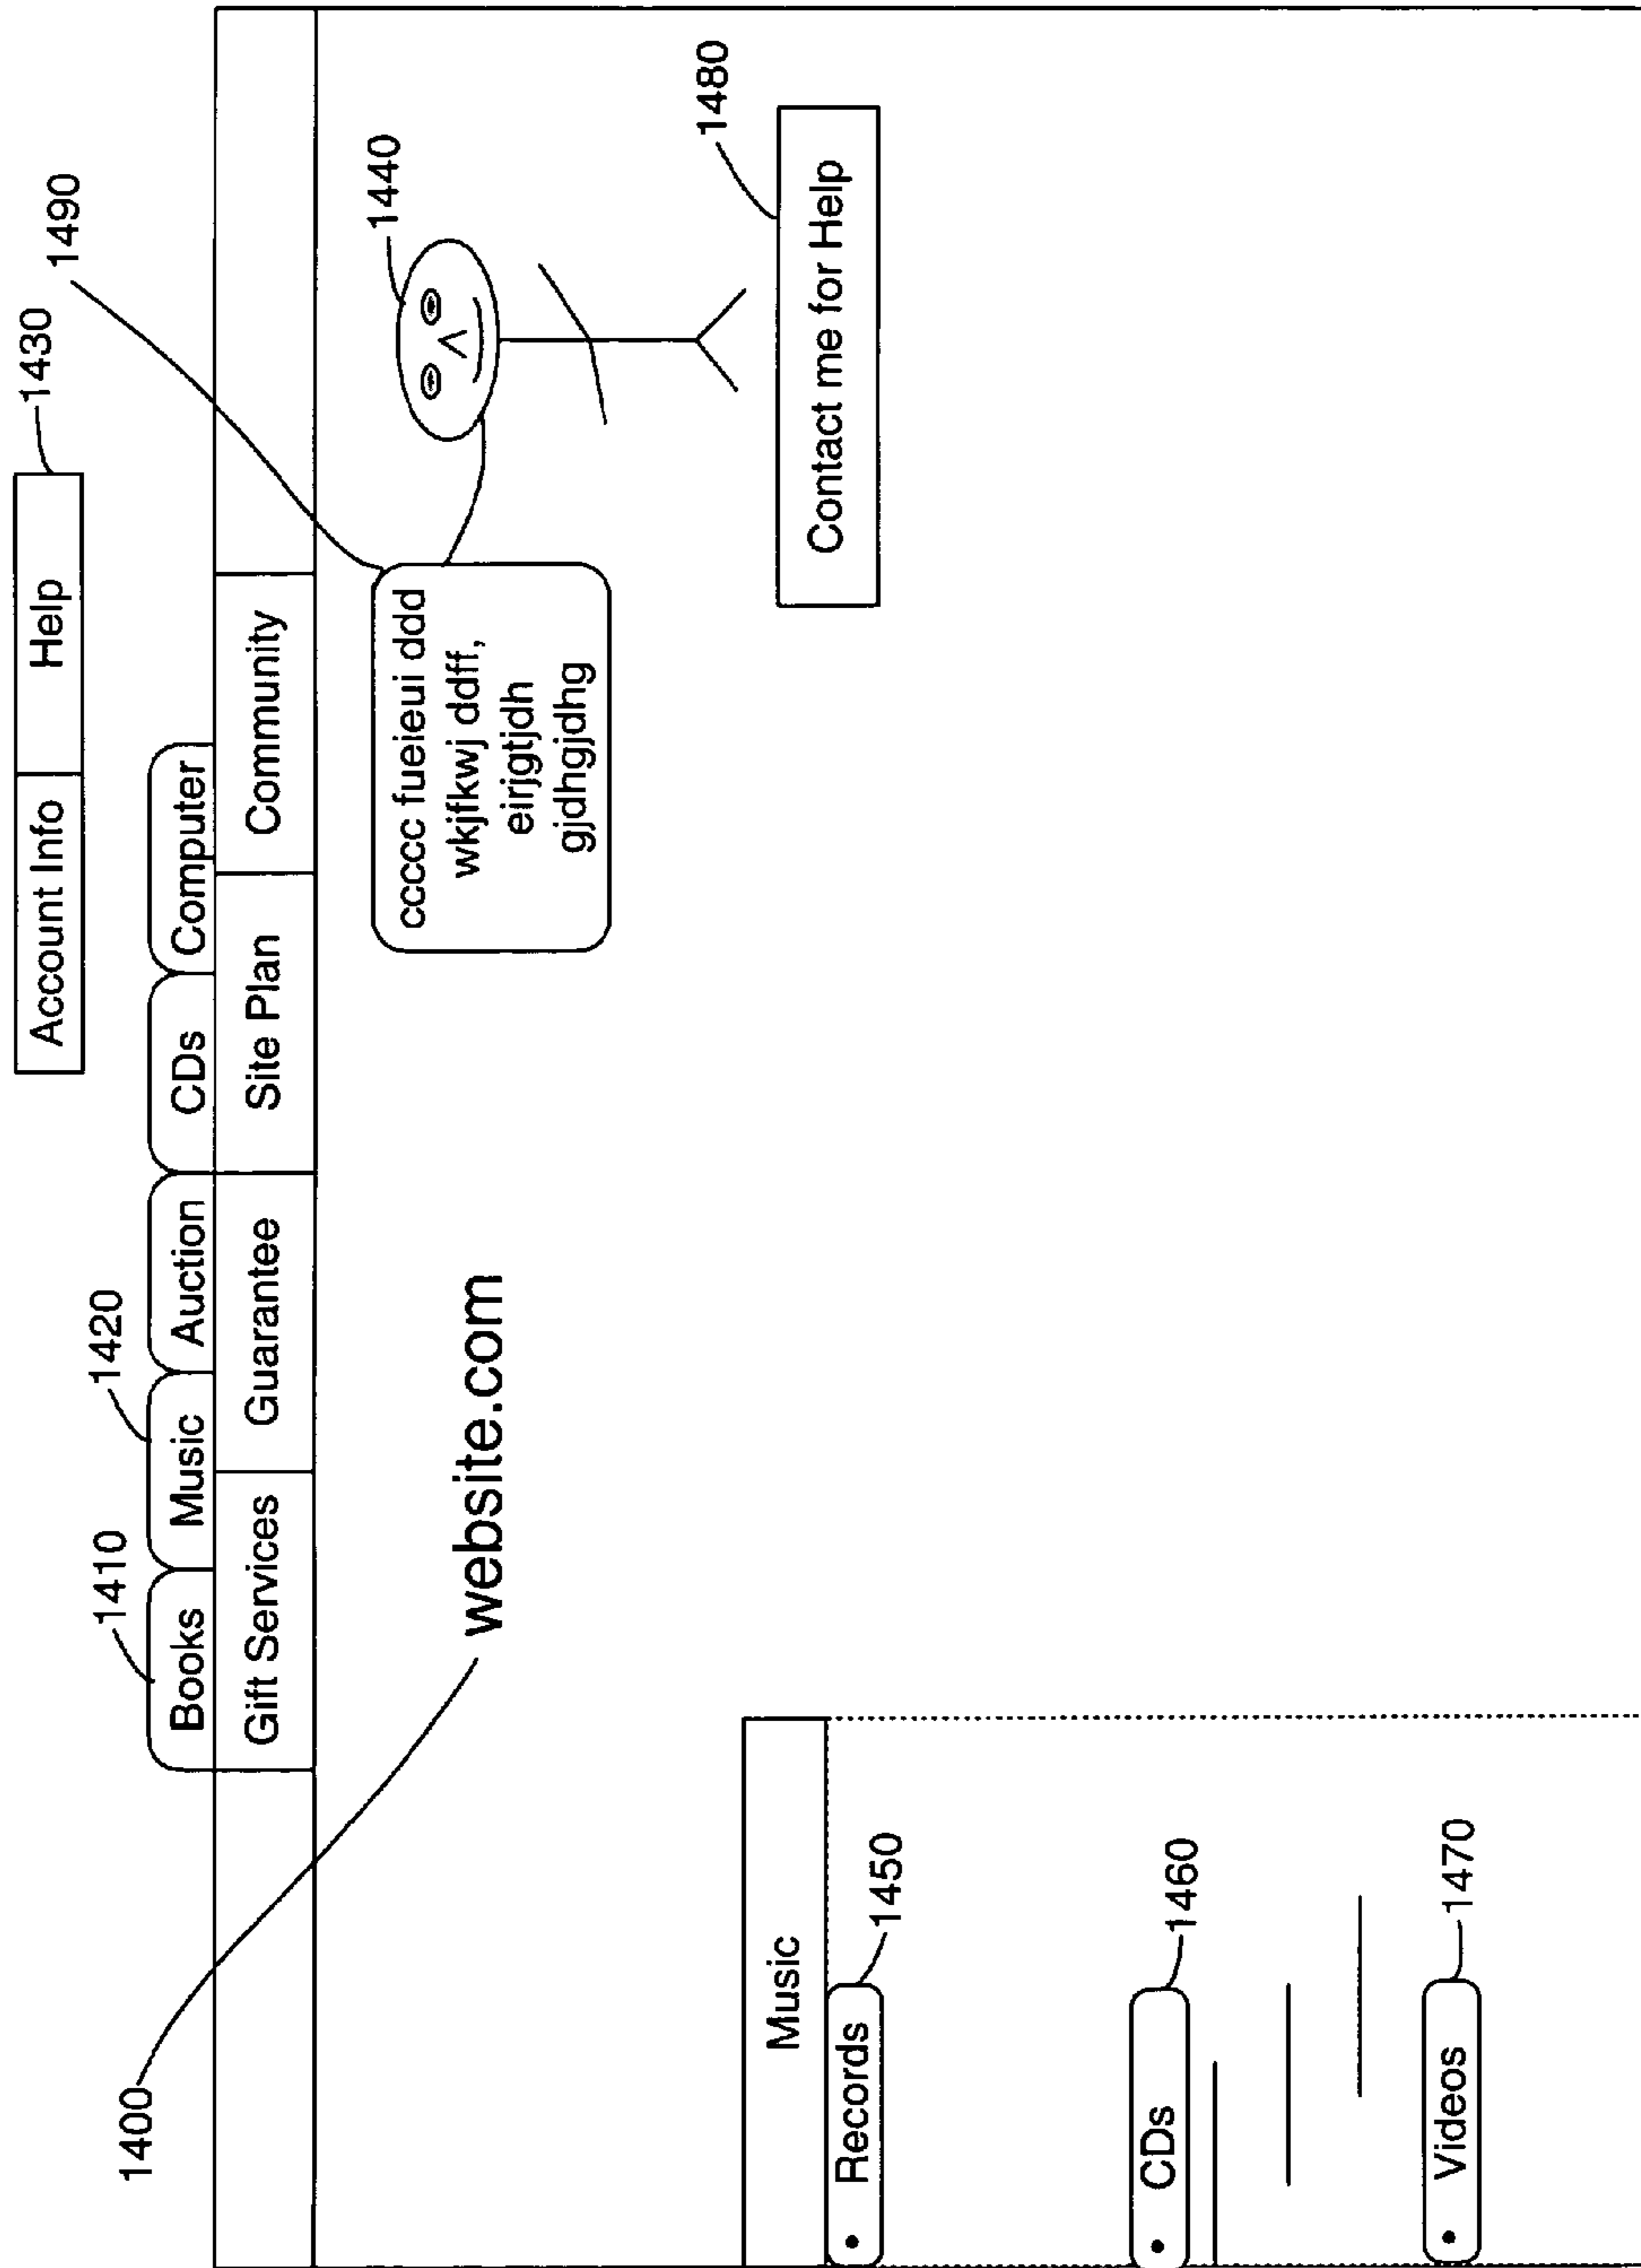 Account Info Help
1430
1490
1410
1420
Books Music Auction CDs Computer
Gift Services Guarantee Site Plan Community
1400
website.com
1440
ccccc fueieui ddd
wkjfkwj ddff,
eirjgtjdh
gjdhgjdhg
1480
Contact me for Help
Music
• Records
1450
• CDs
1460
• Videos
1470